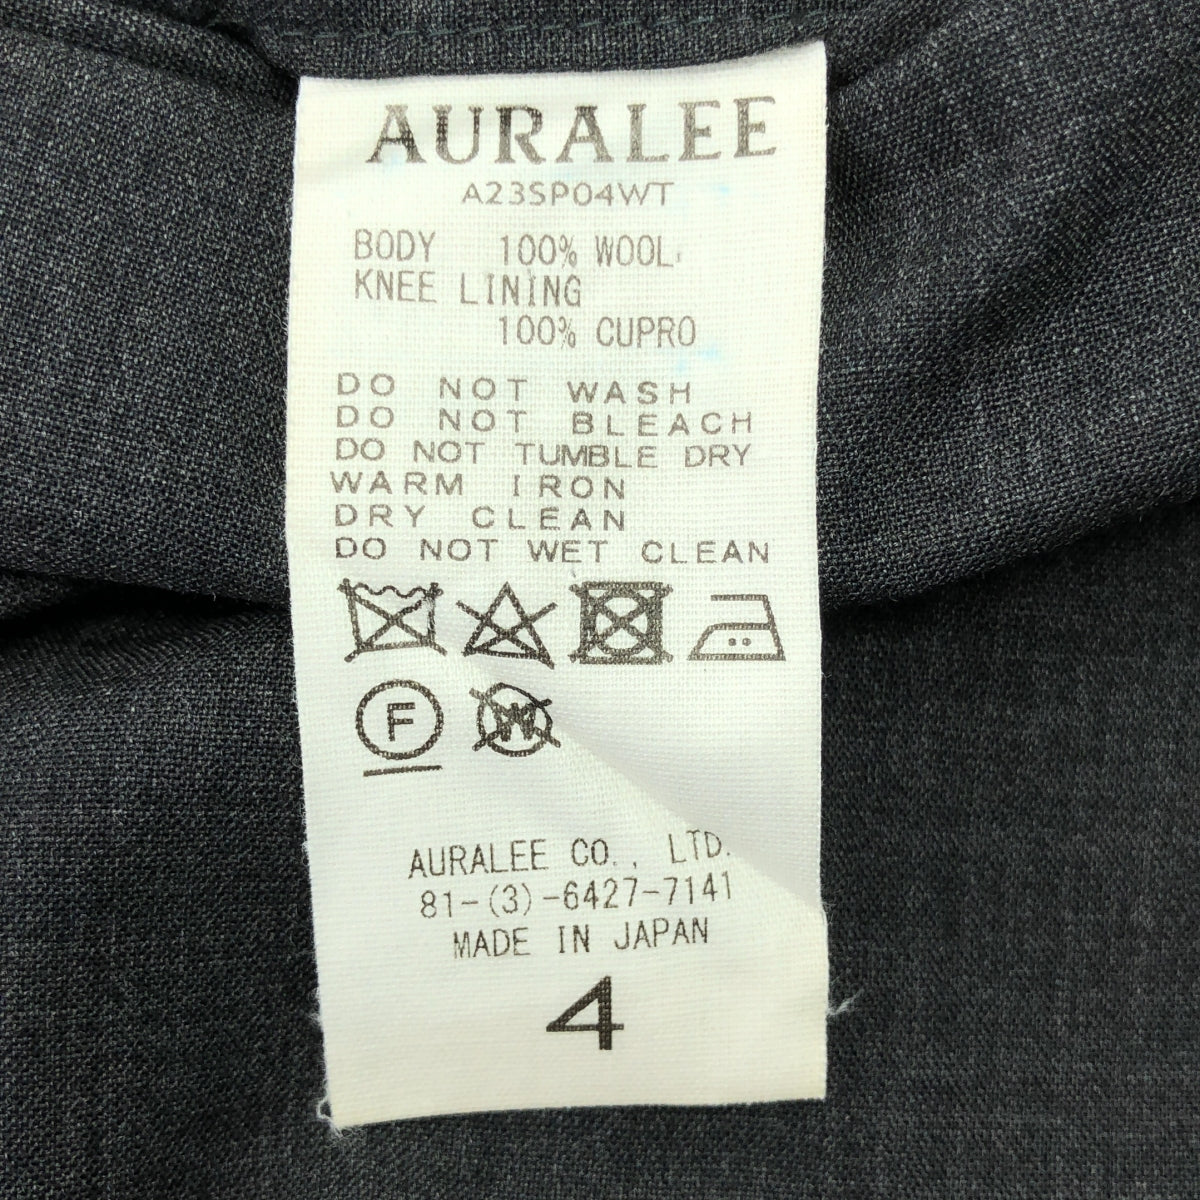 AURALEE
A23SP04WT
BODY 100% WOOL
KNEE LINING
100% CUPRO
DO NOT WASH
DO NOT BLEACH
DO NOT TUMBLE DRY
WARM IRON
DRY CLEAN
DO NOT WET CLEAN
F W
AURALEE CO., LTD.
81-(3)-6427-7141
MADE IN JAPAN
4